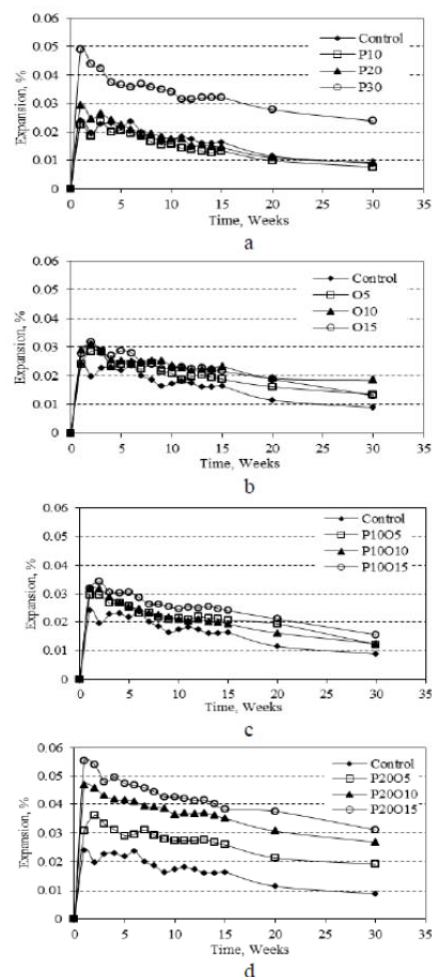 0.06
0.05
0.04
0.03
0.02
0.01
0
Expansion, %
Control
P10
P20
P30
0 5 10 15 20 25 30 35
Time, Weeks
a
0.06
0.05
0.04
0.03
0.02
0.01
0
Expansion, %
Control
O5
O10
O15
0 5 10 15 20 25 30 35
Time, Weeks
b
0.06
0.05
0.04
0.03
0.02
0.01
0
Expansion, %
Control
P10O5
P10O10
P10O15
0 5 10 15 20 25 30 35
Time, Weeks
c
0.06
0.05
0.04
0.03
0.02
0.01
0
Expansion, %
Control
P20O5
P20O10
P20O15
0 5 10 15 20 25 30 35
Time, Weeks
d